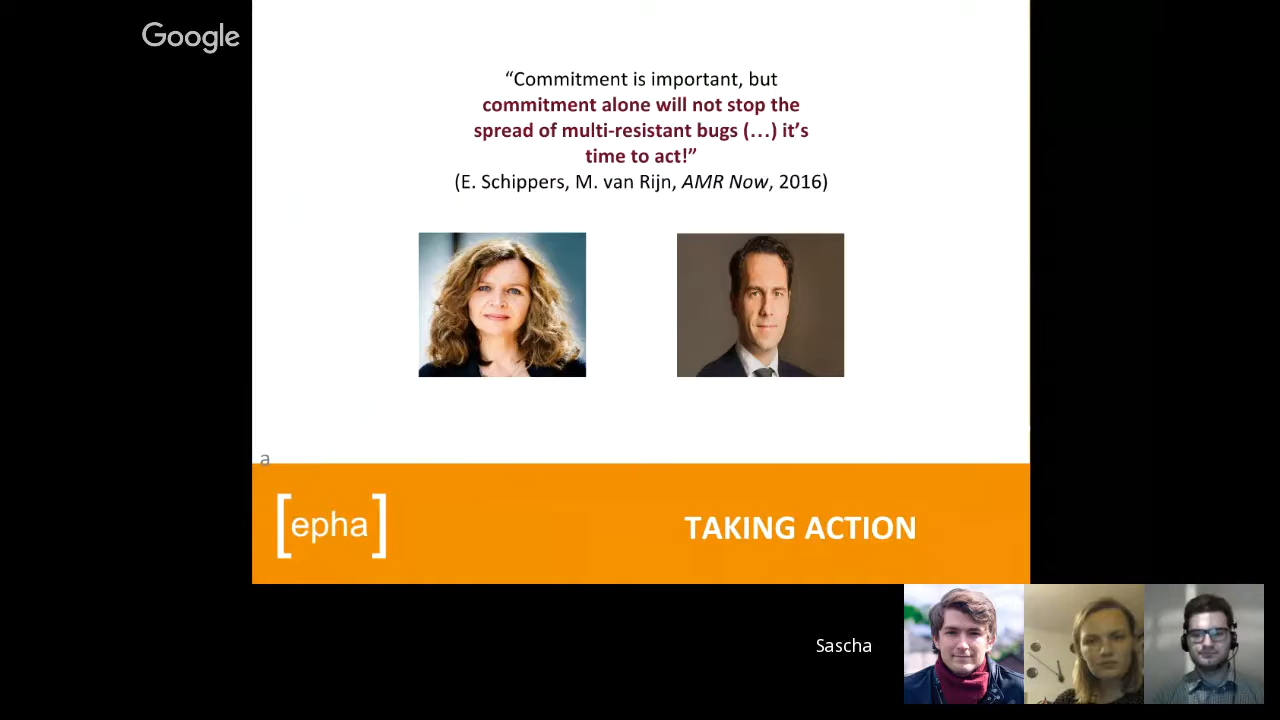 Google
“Commitment is important, but
commitment alone will not stop the
spread of multi-resistant bugs (…) it’s
time to act!”
(E. Schippers, M. van Rijn, AMR Now, 2016)
a
[epha]
TAKING ACTION
Sascha